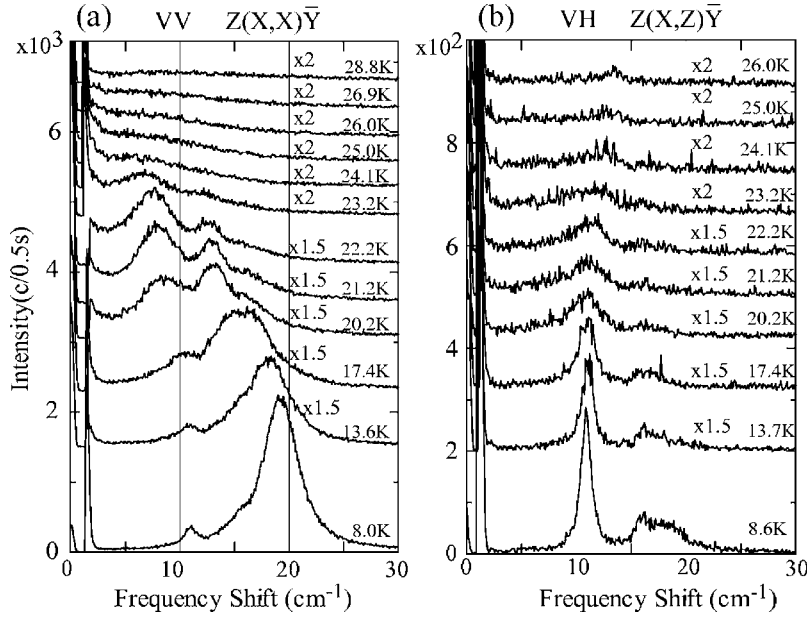 (a) VV Z(X,X)Ȳ
x10³
Intensity(c/0.5s)
6
4
2
0
x2 28.8K
x2 26.9K
x2 26.0K
x2 25.0K
x2 24.1K
x2 23.2K
x1.5 22.2K
x1.5 21.2K
x1.5 20.2K
x1.5 17.4K
x1.5 13.6K
8.0K
0 10 20 30
Frequency Shift (cm⁻¹)
(b) VH Z(X,Z)Ȳ
x10²
8
6
4
2
0
x2 26.0K
x2 25.0K
x2 24.1K
x2 23.2K
x1.5 22.2K
x1.5 21.2K
x1.5 20.2K
x1.5 17.4K
x1.5 13.7K
8.6K
0 10 20 30
Frequency Shift (cm⁻¹)